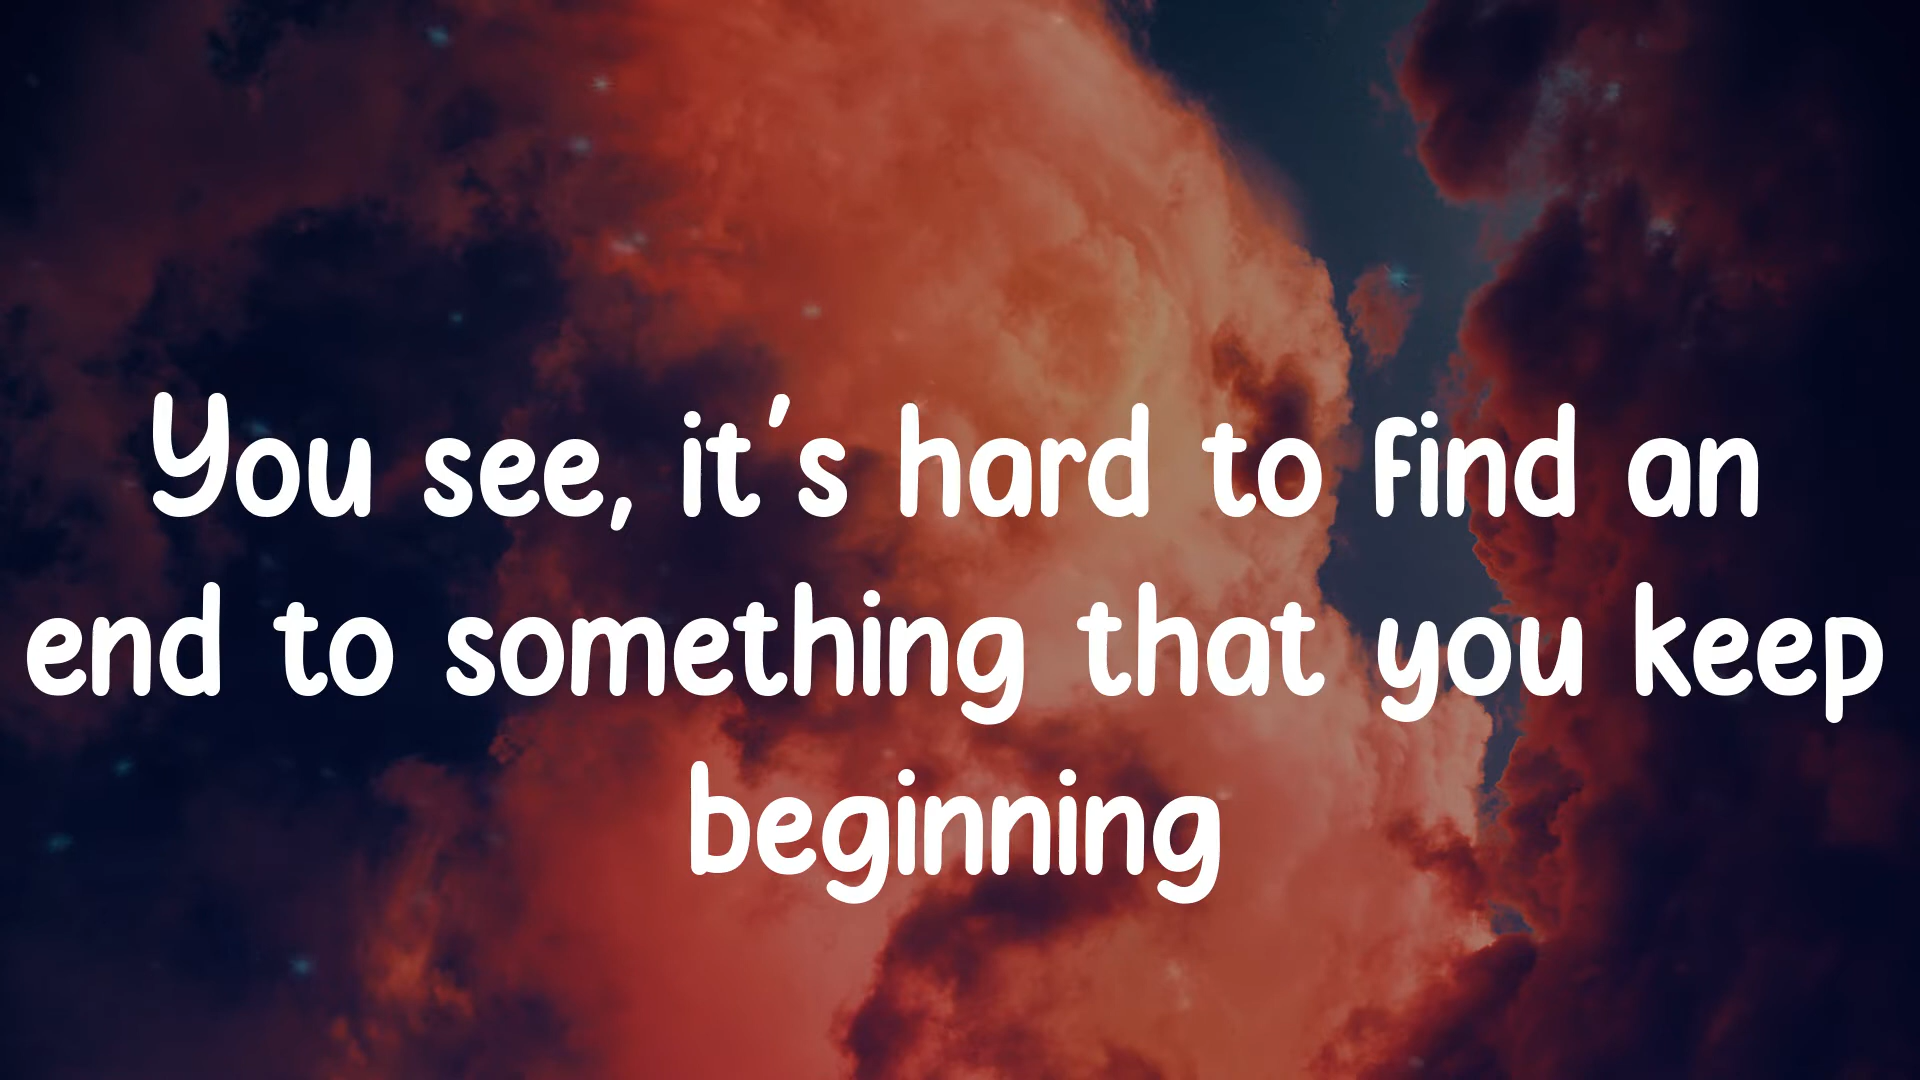 You see, it's hard to find an
end to something that you keep
beginning